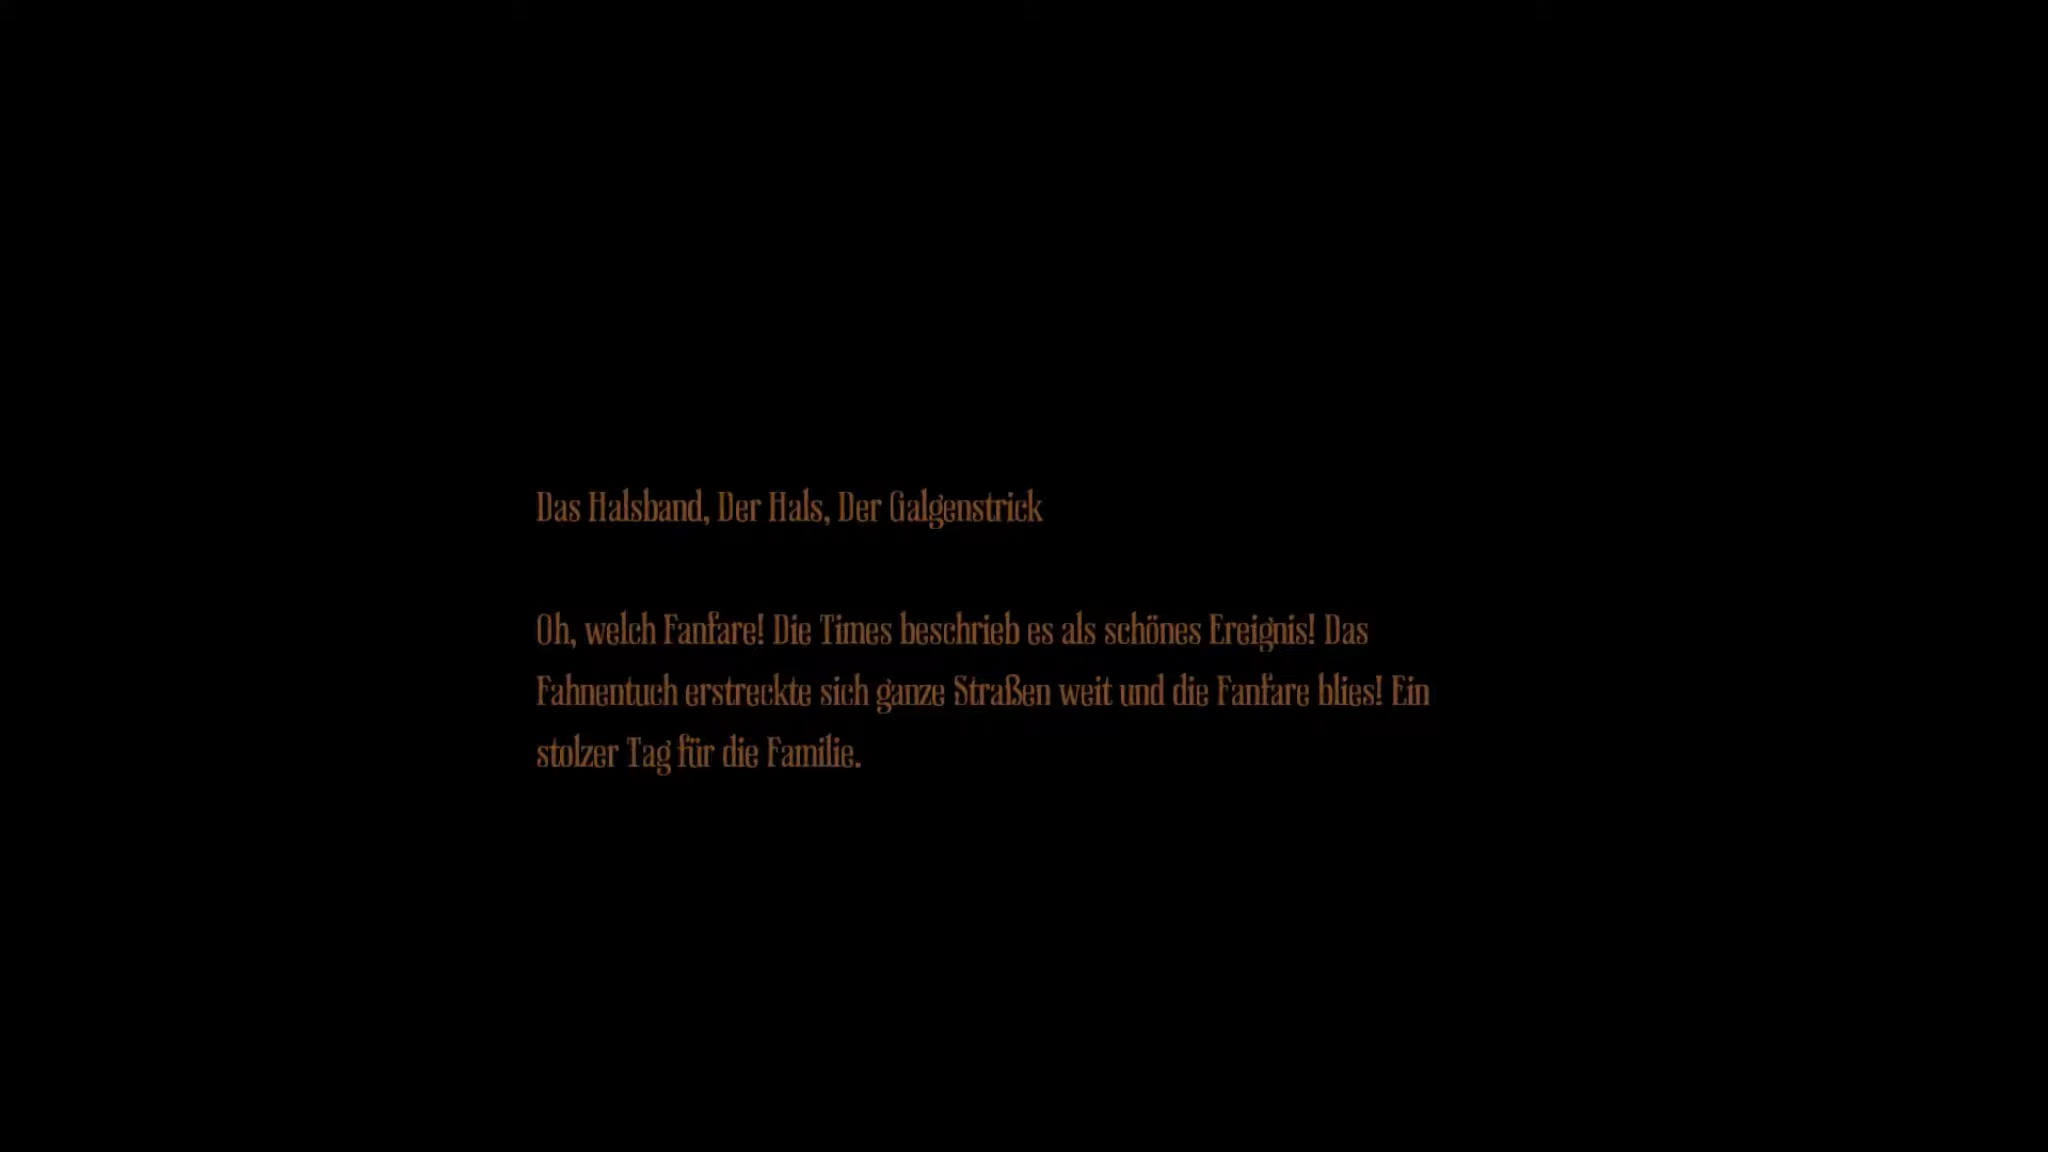 Das Halsband, Der Hals, Der Galgenstrick
Oh, welch Fanfare! Die Times beschrieb es als schönes Ereignis! Das
Fahnentuch erstreckte sich ganze Straßen weit und die Fanfare blies! Ein
stolzer Tag für die Familie.